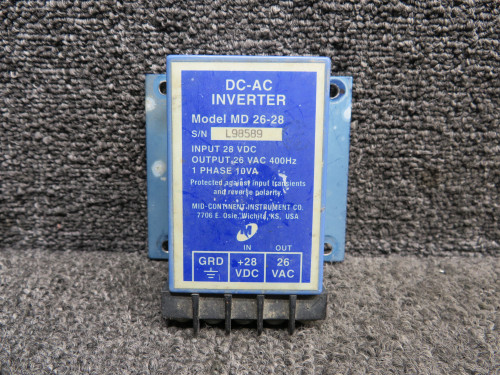 DC-AC
INVERTER
Model MD 26-28
S/N L98589
INPUT 28 VDC
OUTPUT 26 VAC 400Hz
1 PHASE 10VA
Protected against input transients
and reverse polarity.
MID-CONTINENT INSTRUMENT CO.
7706 E. Osie, Wichita, KS, USA
IN OUT
GRD +28 26
VDC VAC